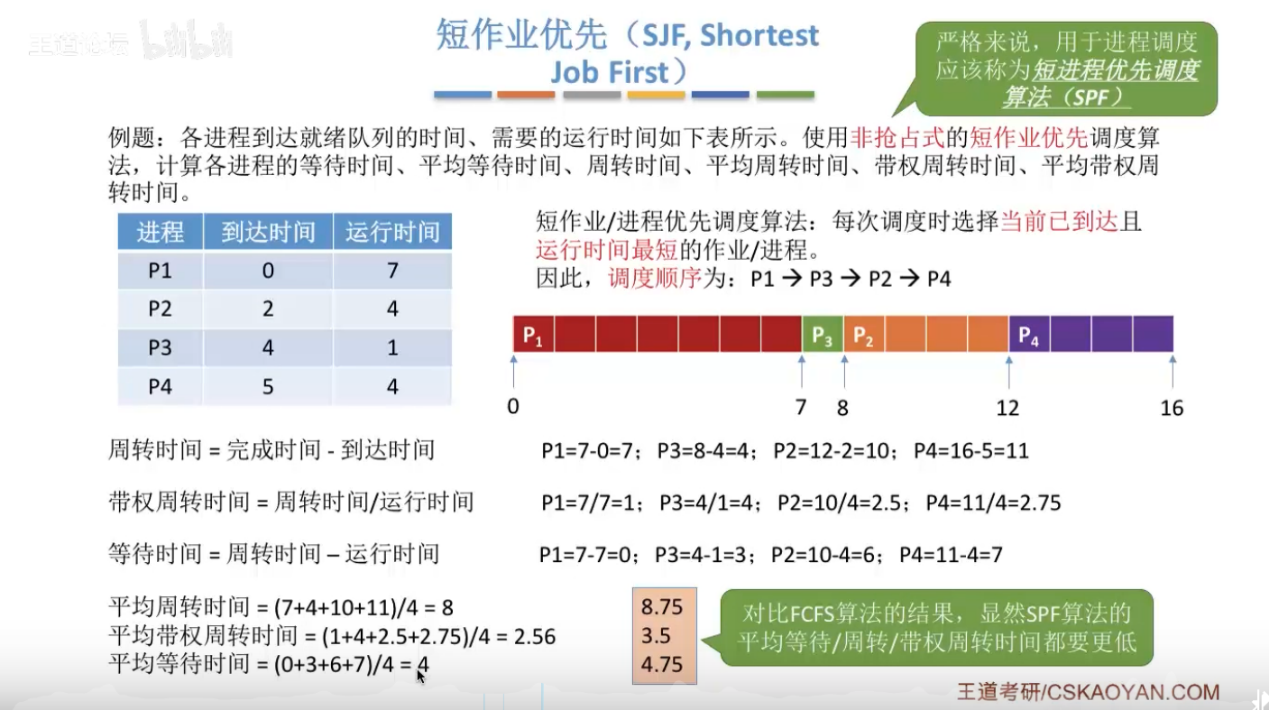 王道论坛 bilibili
短作业优先（SJF, Shortest
Job First）
严格来说，用于进程调度
应该称为短进程优先调度
算法（SPF）
例题：各进程到达就绪队列的时间、需要的运行时间如下表所示。使用非抢占式的短作业优先调度算
法，计算各进程的等待时间、平均等待时间、周转时间、平均周转时间、带权周转时间、平均带权周
转时间。
进程 到达时间 运行时间
P1 0 7
P2 2 4
P3 4 1
P4 5 4
短作业/进程优先调度算法：每次调度时选择当前已到达且
运行时间最短的作业/进程。
因此，调度顺序为：P1 → P3 → P2 → P4
P1 P3 P2 P4
0 7 8 12 16
周转时间 = 完成时间 - 到达时间 P1=7-0=7；P3=8-4=4；P2=12-2=10；P4=16-5=11
带权周转时间 = 周转时间/运行时间 P1=7/7=1；P3=4/1=4；P2=10/4=2.5；P4=11/4=2.75
等待时间 = 周转时间 – 运行时间 P1=7-7=0；P3=4-1=3；P2=10-4=6；P4=11-4=7
平均周转时间 = (7+4+10+11)/4 = 8
平均带权周转时间 = (1+4+2.5+2.75)/4 = 2.56
平均等待时间 = (0+3+6+7)/4 = 4
8.75
3.5
4.75
对比FCFS算法的结果，显然SPF算法的
平均等待/周转/带权周转时间都要更低
王道考研/CSKAOYAN.COM